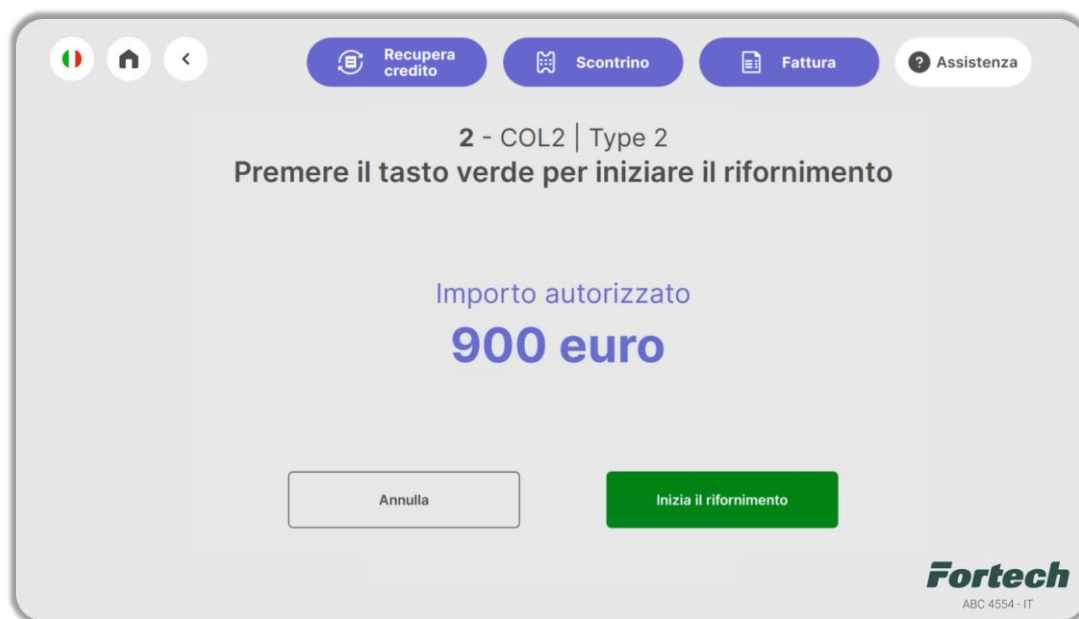 Recupera
credito
Scontrino
Fattura
? Assistenza
2 - COL2 | Type 2
Premere il tasto verde per iniziare il rifornimento
Importo autorizzato
900 euro
Annulla
Inizia il rifornimento
Fortech
ABC 4554 - IT